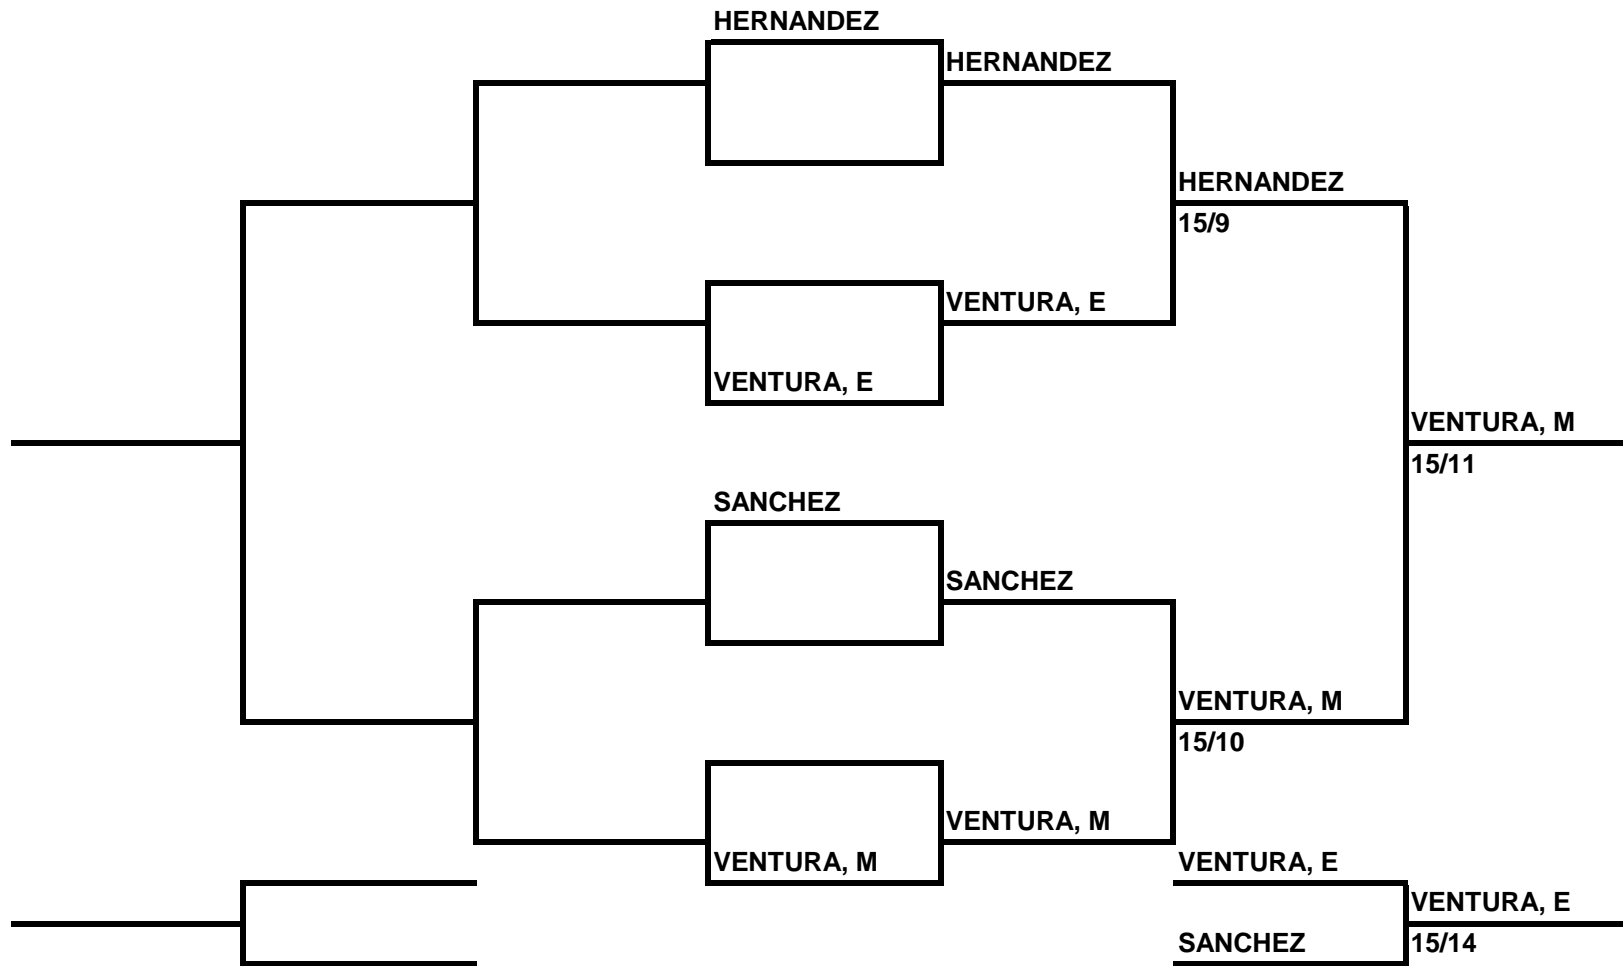 HERNANDEZ
HERNANDEZ
HERNANDEZ
15/9
VENTURA, E
VENTURA, E
VENTURA, M
15/11
SANCHEZ
SANCHEZ
VENTURA, M
15/10
VENTURA, M
VENTURA, M
VENTURA, E
VENTURA, E
SANCHEZ
15/14